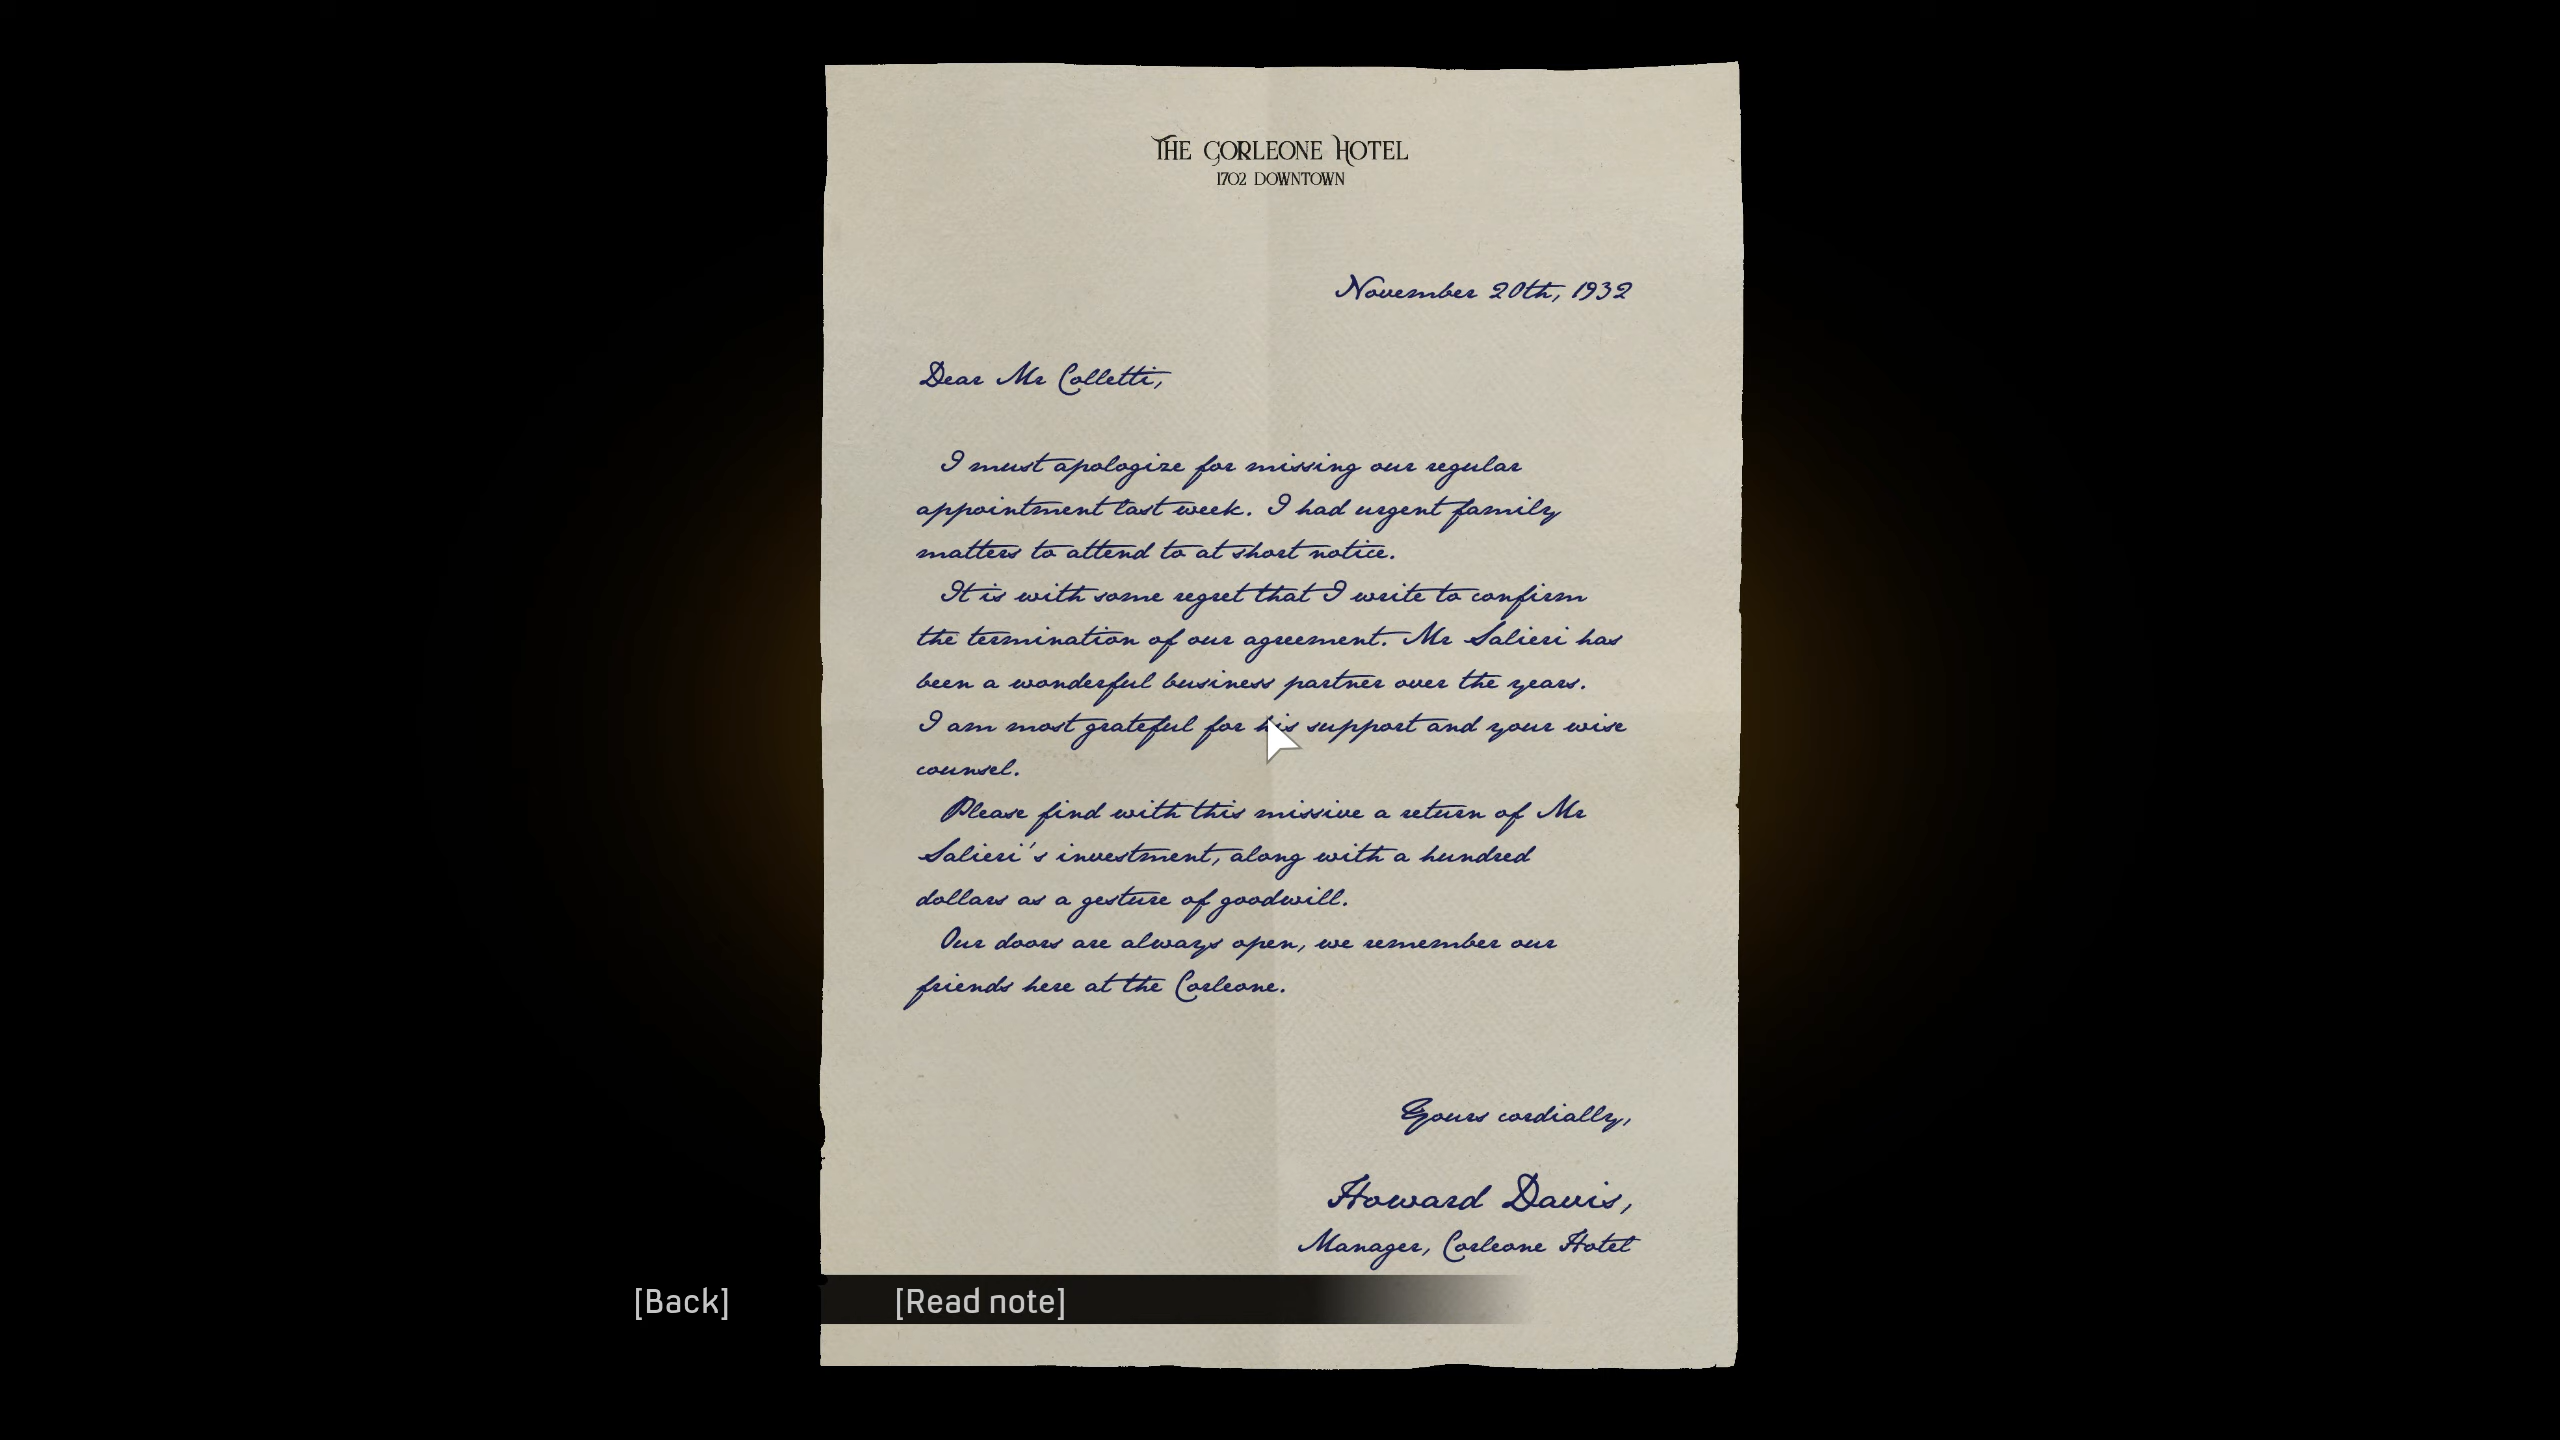 THE CORLEONE HOTEL
1702 DOWNTOWN
November 20th, 1932
Dear Mr Colletti,
I must apologize for missing our regular
appointment last week. I had urgent family
matters to attend to at short notice.
It is with some regret that I write to confirm
the termination of our agreement. Mr Salieri has
been a wonderful business partner over the years.
I am most grateful for his support and your wise
counsel.
Please find with this missive a return of Mr
Salieri's investment, along with a hundred
dollars as a gesture of goodwill.
Our doors are always open, we remember our
friends here at the Corleone.
Yours cordially,
Howard Davis,
Manager, Corleone Hotel
[Back] [Read note]